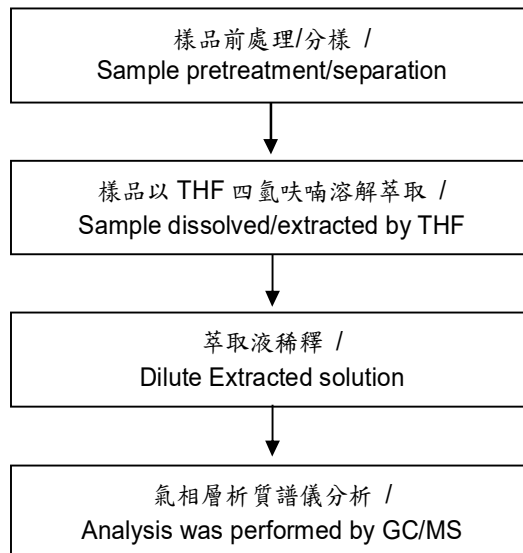 樣品前處理/分樣 /
Sample pretreatment/separation
樣品以 THF 四氫呋喃溶解萃取 /
Sample dissolved/extracted by THF
萃取液稀釋 /
Dilute Extracted solution
氣相層析質譜儀分析 /
Analysis was performed by GC/MS